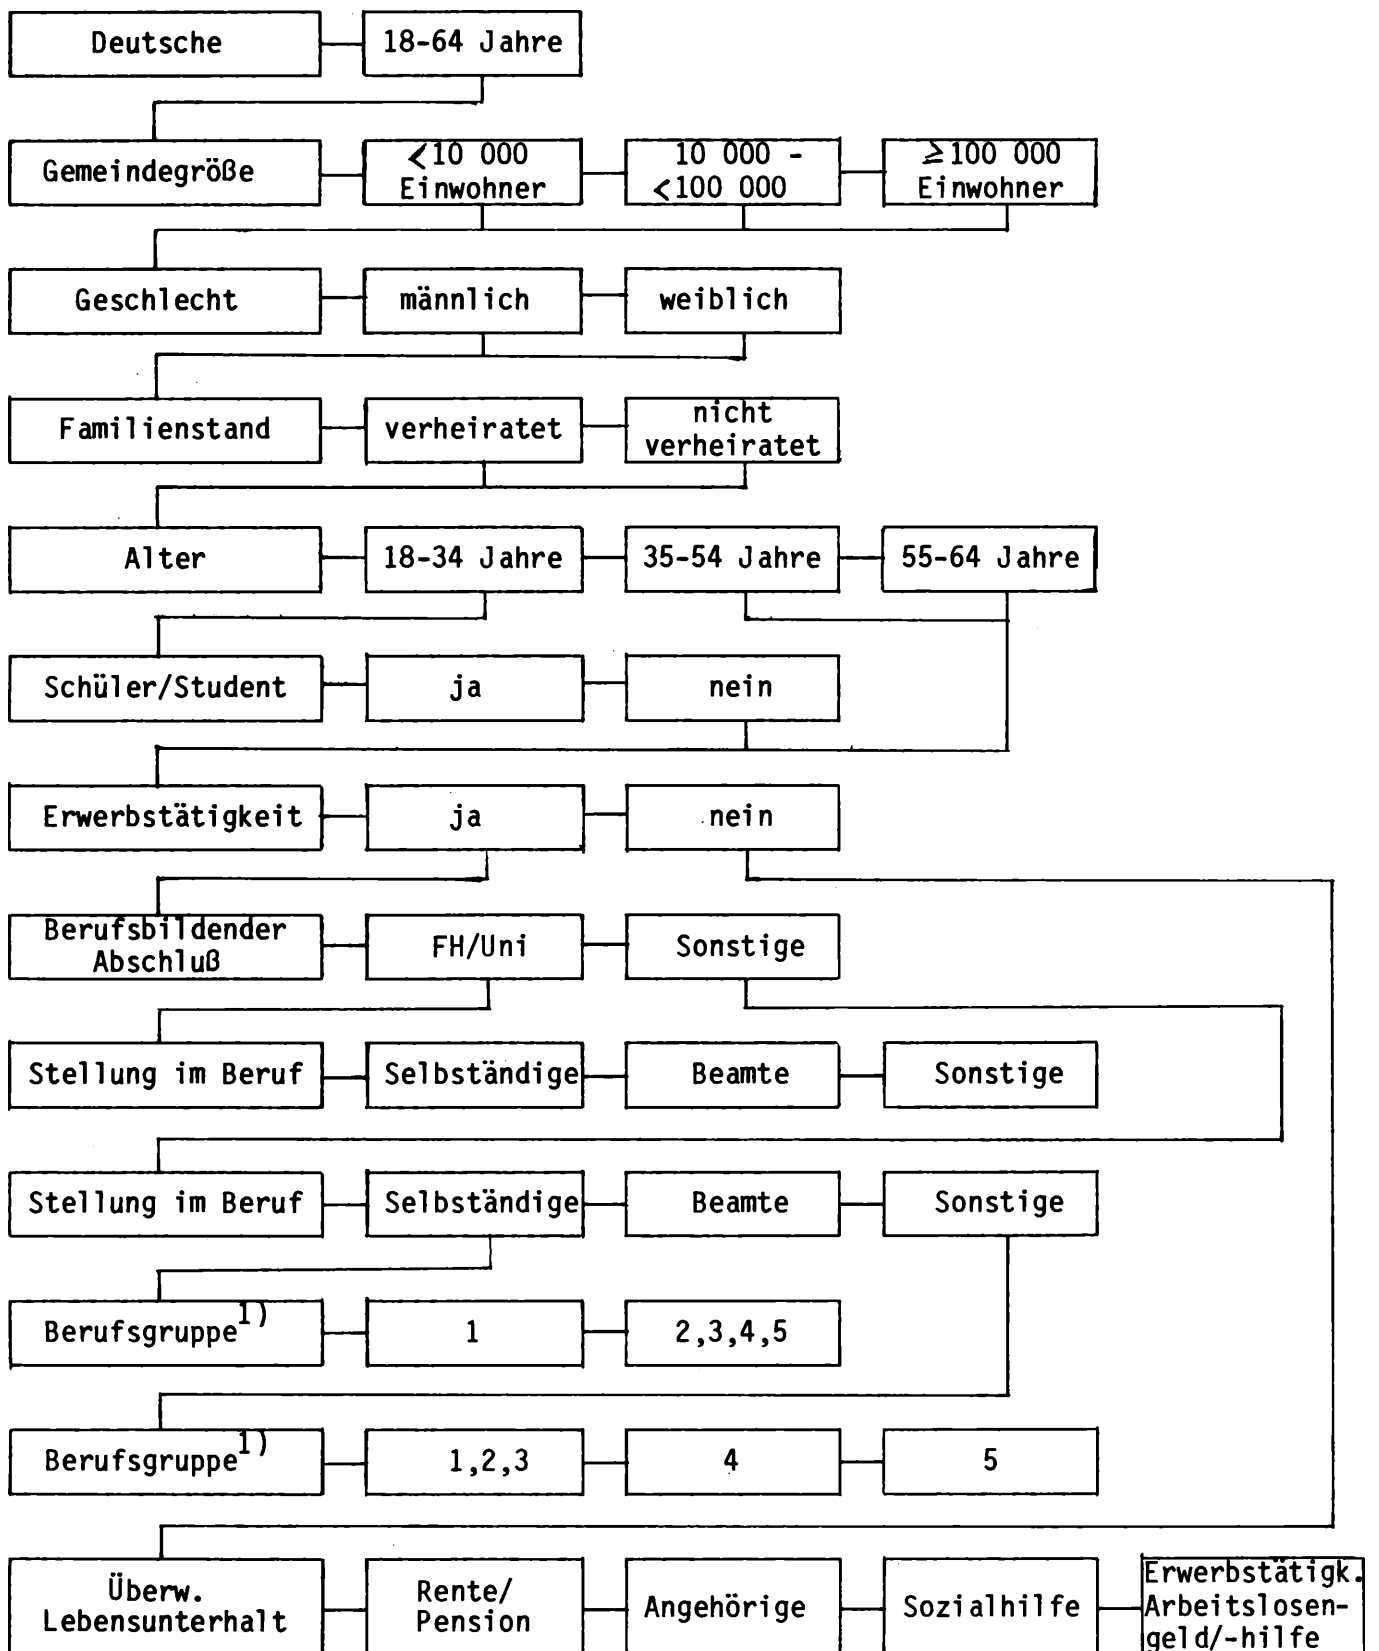 Deutsche 18-64 Jahre
Gemeindegröße <10 000 Einwohner 10 000 - <100 000 ≥100 000 Einwohner
Geschlecht männlich weiblich
Familienstand verheiratet nicht verheiratet
Alter 18-34 Jahre 35-54 Jahre 55-64 Jahre
Schüler/Student ja nein
Erwerbstätigkeit ja nein
Berufsbildender Abschluß FH/Uni Sonstige
Stellung im Beruf Selbständige Beamte Sonstige
Stellung im Beruf Selbständige Beamte Sonstige
Berufsgruppe1) 1 2,3,4,5
Berufsgruppe1) 1,2,3 4 5
Überw. Lebensunterhalt Rente/ Pension Angehörige Sozialhilfe Erwerbstätigk. Arbeitslosen- geld/-hilfe